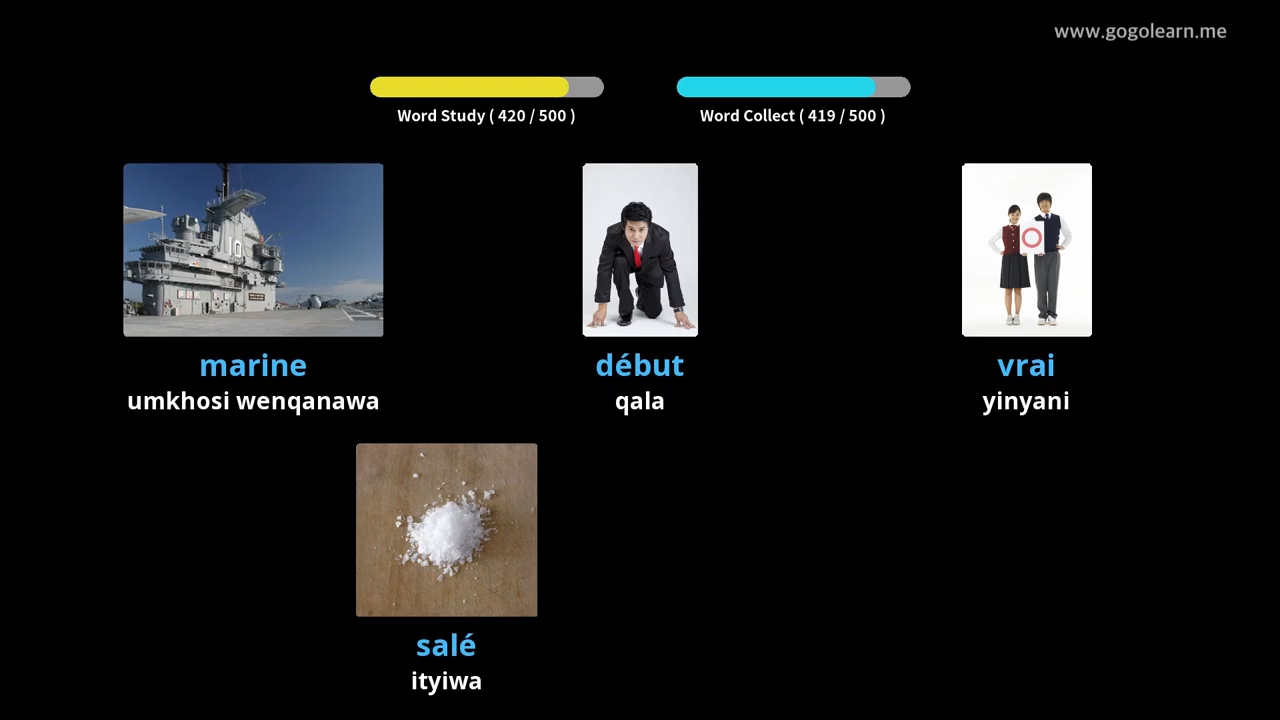 www.gogolearn.me
Word Study ( 420 / 500 )
Word Collect ( 419 / 500 )
10
marine
umkhosi wenqanawa
début
qala
vrai
yinyani
salé
ityiwa